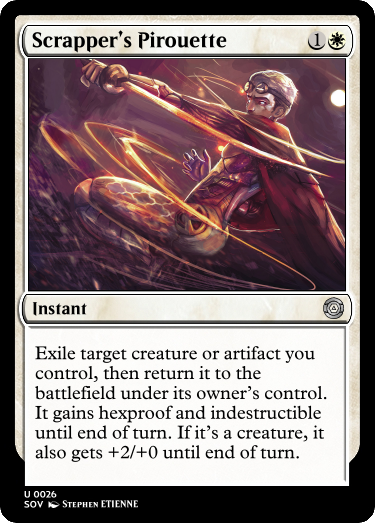 Scrapper's Pirouette 1
Instant
Exile target creature or artifact you
control, then return it to the
battlefield under its owner's control.
It gains hexproof and indestructible
until end of turn. If it's a creature, it
also gets +2/+0 until end of turn.
U 0026
SOV Stephen ETIENNE